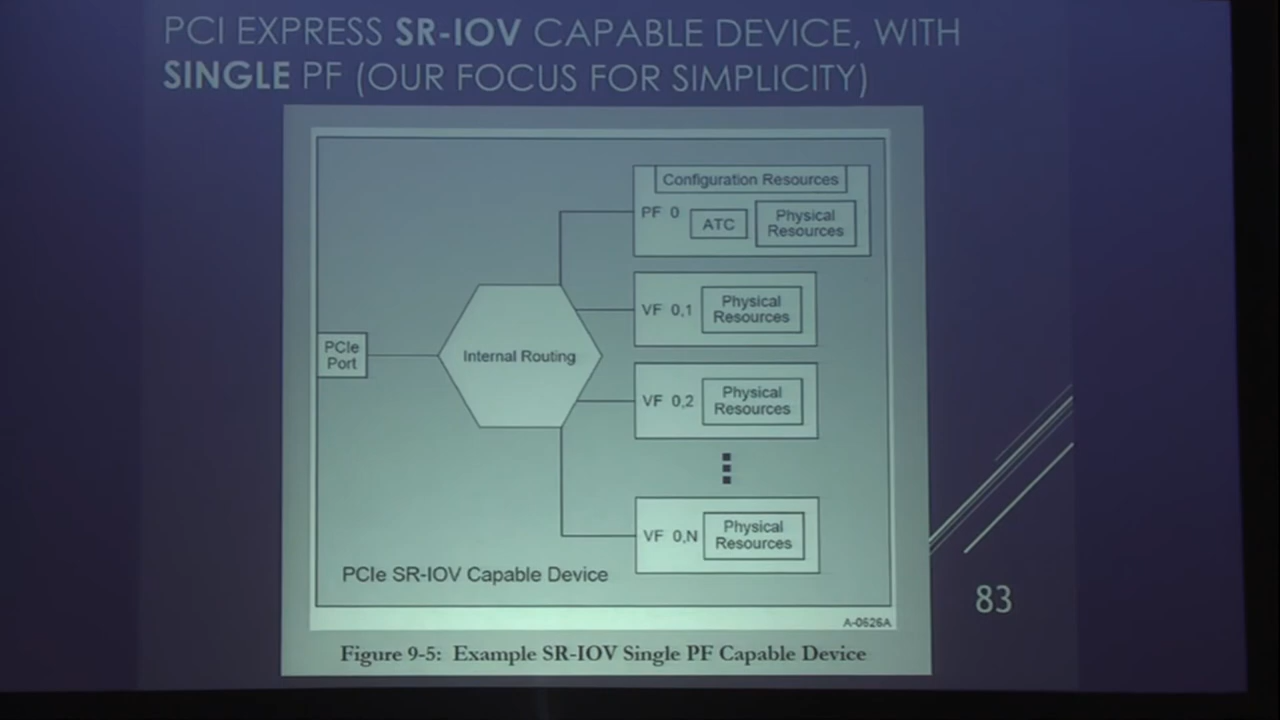 PCI EXPRESS SR-IOV CAPABLE DEVICE, WITH
SINGLE PF (OUR FOCUS FOR SIMPLICITY)
Configuration Resources
PF 0
ATC
Physical
Resources
VF 0,1
Physical
Resources
PCIe
Port
Internal Routing
VF 0,2
Physical
Resources
VF 0,N
Physical
Resources
PCIe SR-IOV Capable Device
83
A-0626A
Figure 9-5: Example SR-IOV Single PF Capable Device